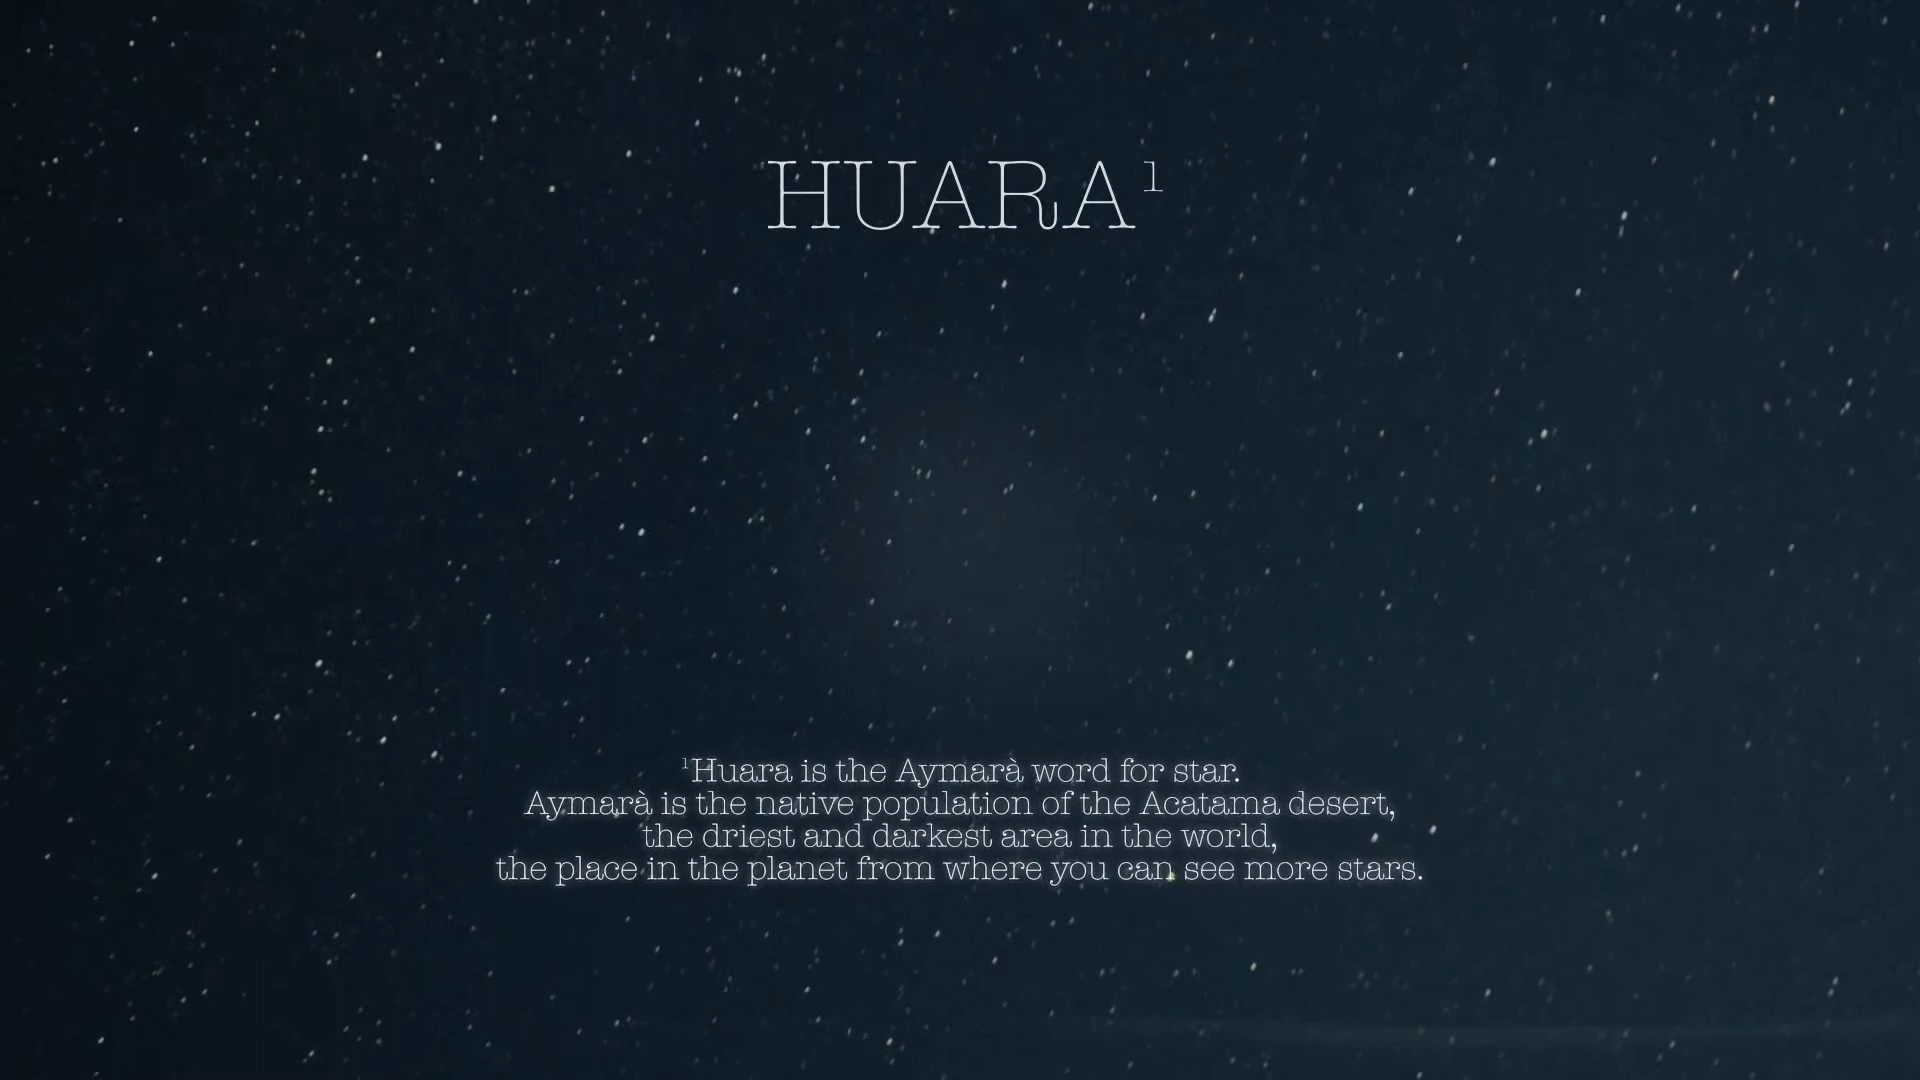 HUARA¹
¹Huara is the Aymarà word for star.
Aymarà is the native population of the Acatama desert,
the driest and darkest area in the world,
the place in the planet from where you can see more stars.